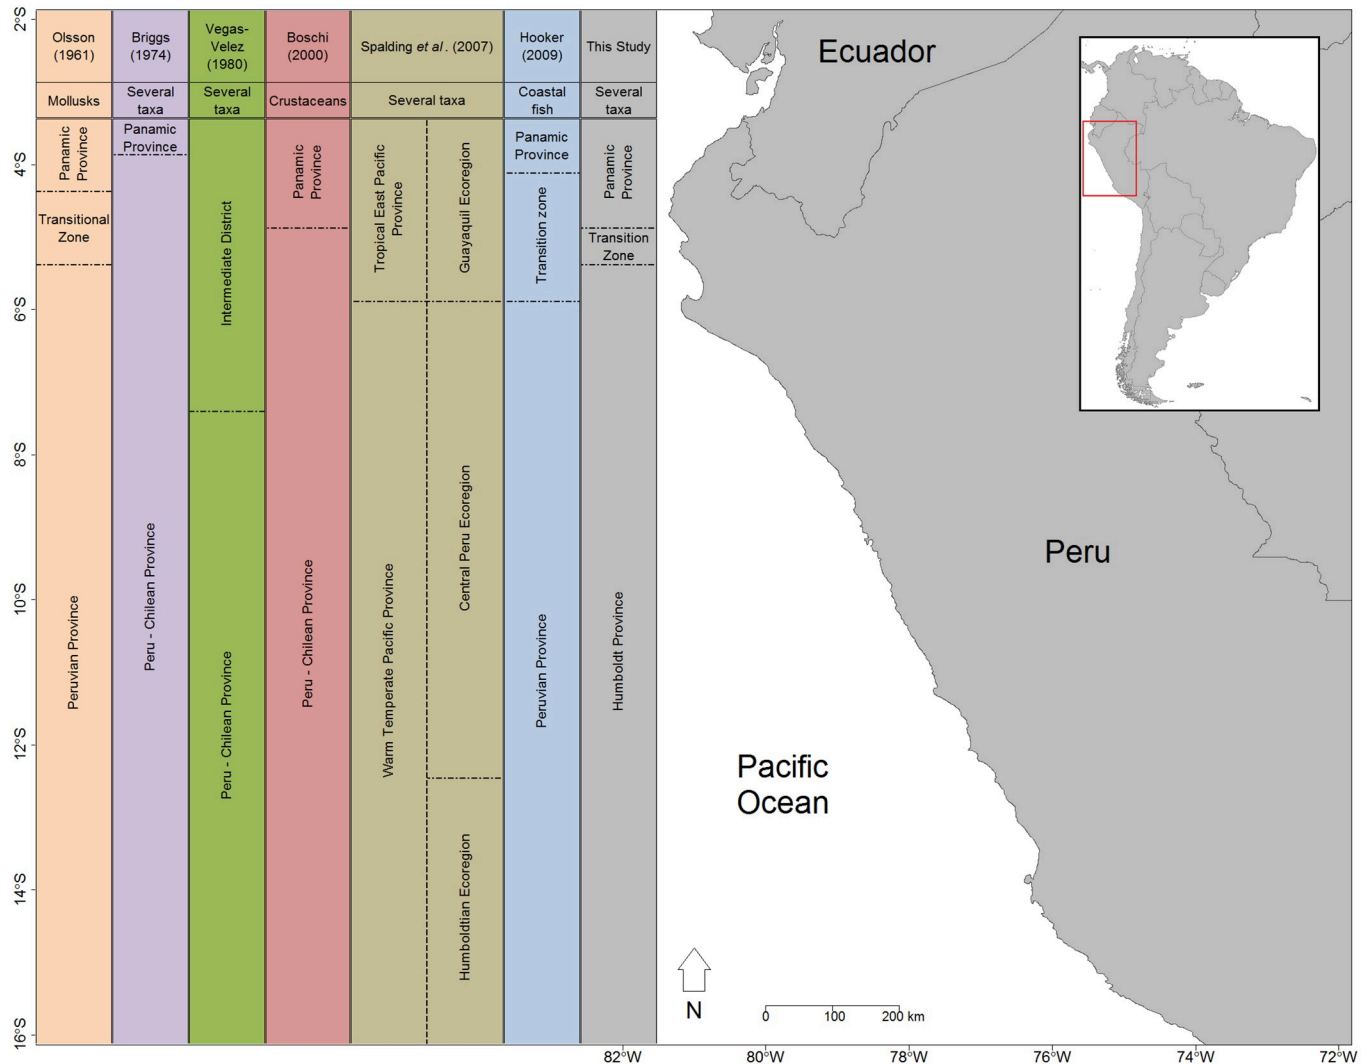 2°S
4°S
6°S
8°S
10°S
12°S
14°S
16°S
Olsson
(1961)
Mollusks
Panamic
Province
Transitional
Zone
Peruvian Province
Briggs
(1974)
Several
taxa
Panamic
Province
Peru - Chilean Province
Vegas-
Velez
(1980)
Several
taxa
Intermediate District
Peru - Chilean Province
Boschi
(2000)
Crustaceans
Panamic
Province
Peru - Chilean Province
Spalding et al. (2007)
Several taxa
Tropical East Pacific
Province
Warm Temperate Pacific Province
Guayaquil Ecoregion
Central Peru Ecoregion
Humboldtian Ecoregion
Hooker
(2009)
Coastal
fish
Panamic
Province
Transition zone
Peruvian Province
This Study
Several
taxa
Panamic
Province
Transition
Zone
Humboldt Province
Ecuador
Peru
Pacific
Ocean
N
0 100 200 km
82°W 80°W 78°W 76°W 74°W 72°W